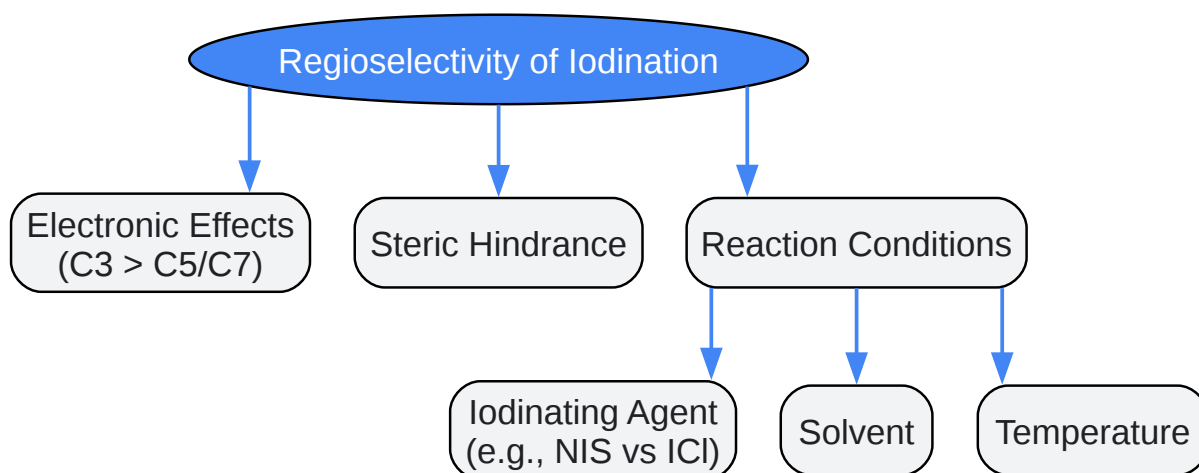 Regioselectivity of Iodination
Electronic Effects
(C3 > C5/C7)
Steric Hindrance
Reaction Conditions
Iodinating Agent
(e.g., NIS vs ICl)
Solvent
Temperature